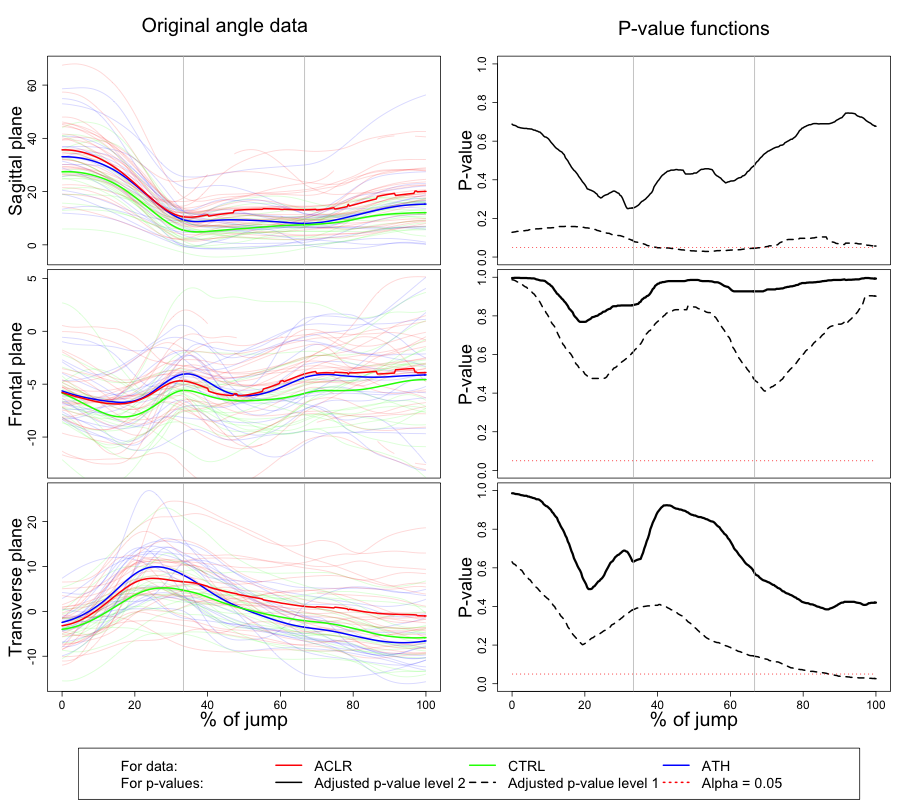 Original angle data
P-value functions
Sagittal plane
0 20 40 60
P-value
0.0 0.2 0.4 0.6 0.8 1.0
Frontal plane
-10 -5 0 5
P-value
0.0 0.2 0.4 0.6 0.8 1.0
Transverse plane
-10 0 10 20
P-value
0.0 0.2 0.4 0.6 0.8 1.0
0 20 40 60 80 100
0 20 40 60 80 100
% of jump
% of jump
For data: ACLR CTRL ATH
For p-values: Adjusted p-value level 2 Adjusted p-value level 1 Alpha = 0.05